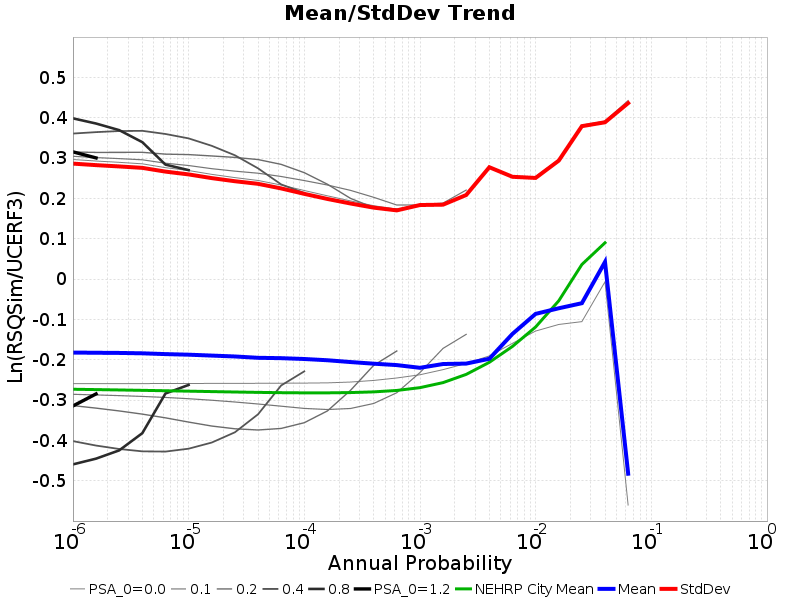 Mean/StdDev Trend
Ln(RSQSim/UCERF3)
0.5
0.4
0.3
0.2
0.1
0
-0.1
-0.2
-0.3
-0.4
-0.5
10^-6 10^-5 10^-4 10^-3 10^-2 10^-1 10^0
Annual Probability
PSA_0=0.0 0.1 0.2 0.4 0.8 PSA_0=1.2 NEHRP City Mean Mean StdDev